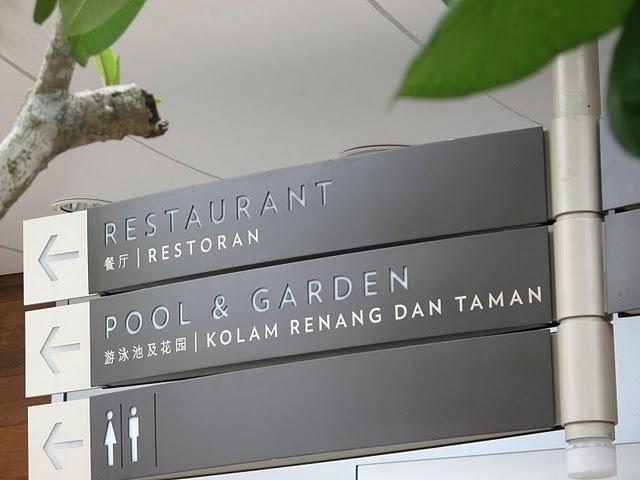 RESTAURANT
餐厅 | RESTORAN
POOL & GARDEN
游泳池及花园 | KOLAM RENANG DAN TAMAN